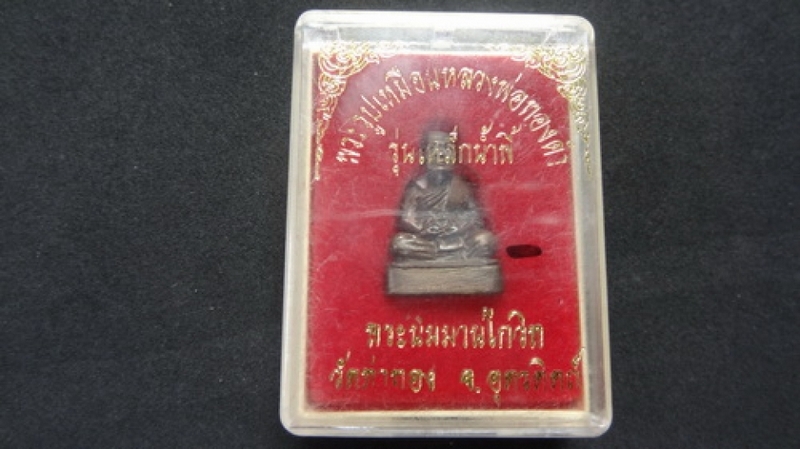 พระรูปเหมือนหลวงพ่อทองดำ
รุ่นเหล็กน้ำพี้
พระนิมมานโกวิท
วัดท่าทอง จ.อุตรดิตถ์